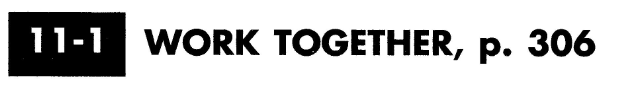 11-1 WORK TOGETHER, p. 306